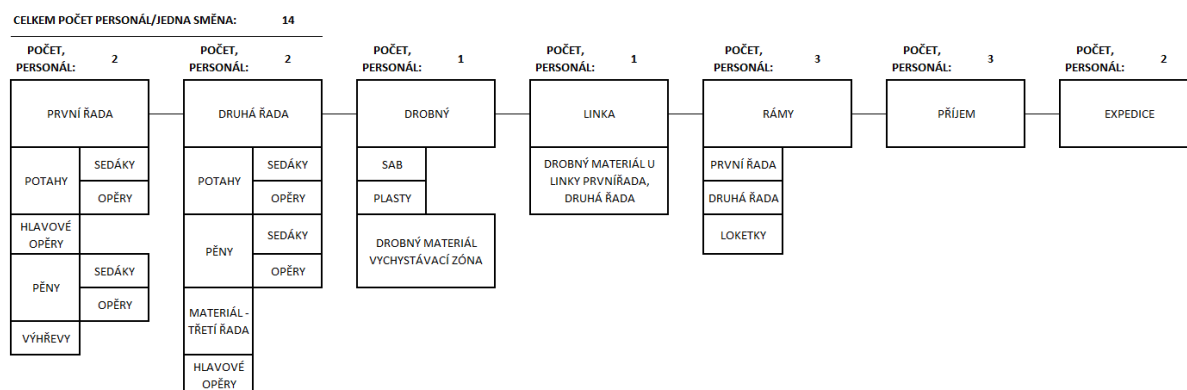 CELKEM POČET PERSONÁL/JEDNA SMĚNA: 14
POČET, PERSONÁL: 2
POČET, PERSONÁL: 2
POČET, PERSONÁL: 1
POČET, PERSONÁL: 1
POČET, PERSONÁL: 3
POČET, PERSONÁL: 3
POČET, PERSONÁL: 2
PRVNÍ ŘADA
DRUHÁ ŘADA
DROBNÝ
LINKA
RÁMY
PŘÍJEM
EXPEDICE
POTAHY
SEDÁKY
OPĚRY
HLAVOVÉ
OPĚRY
PĚNY
SEDÁKY
OPĚRY
VÝHŘEVY
POTAHY
SEDÁKY
OPĚRY
PĚNY
SEDÁKY
OPĚRY
MATERIÁL -
TŘETÍ ŘADA
HLAVOVÉ
OPĚRY
SAB
PLASTY
DROBNÝ MATERIÁL
VYCHYSTÁVACÍ ZÓNA
DROBNÝ MATERIÁL U
LINKY PRVNÍŘADA,
DRUHÁ ŘADA
PRVNÍ ŘADA
DRUHÁ ŘADA
LOKETKY